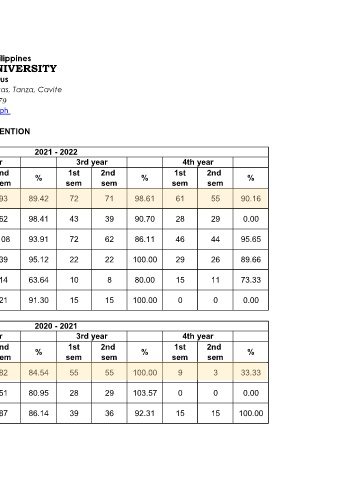 lippines
NIVERSITY
us
as, Tanza, Cavite
79
ph
ENTION
2021 - 2022
r 3rd year 4th year
nd sem % 1st sem 2nd sem % 1st sem 2nd sem %
93 89.42 72 71 98.61 61 55 90.16
62 98.41 43 39 90.70 28 29 0.00
08 93.91 72 62 86.11 46 44 95.65
39 95.12 22 22 100.00 29 26 89.66
14 63.64 10 8 80.00 15 11 73.33
21 91.30 15 15 100.00 0 0 0.00
2020 - 2021
r 3rd year 4th year
nd sem % 1st sem 2nd sem % 1st sem 2nd sem %
82 84.54 55 55 100.00 9 3 33.33
51 80.95 28 29 103.57 0 0 0.00
87 86.14 39 36 92.31 15 15 100.00